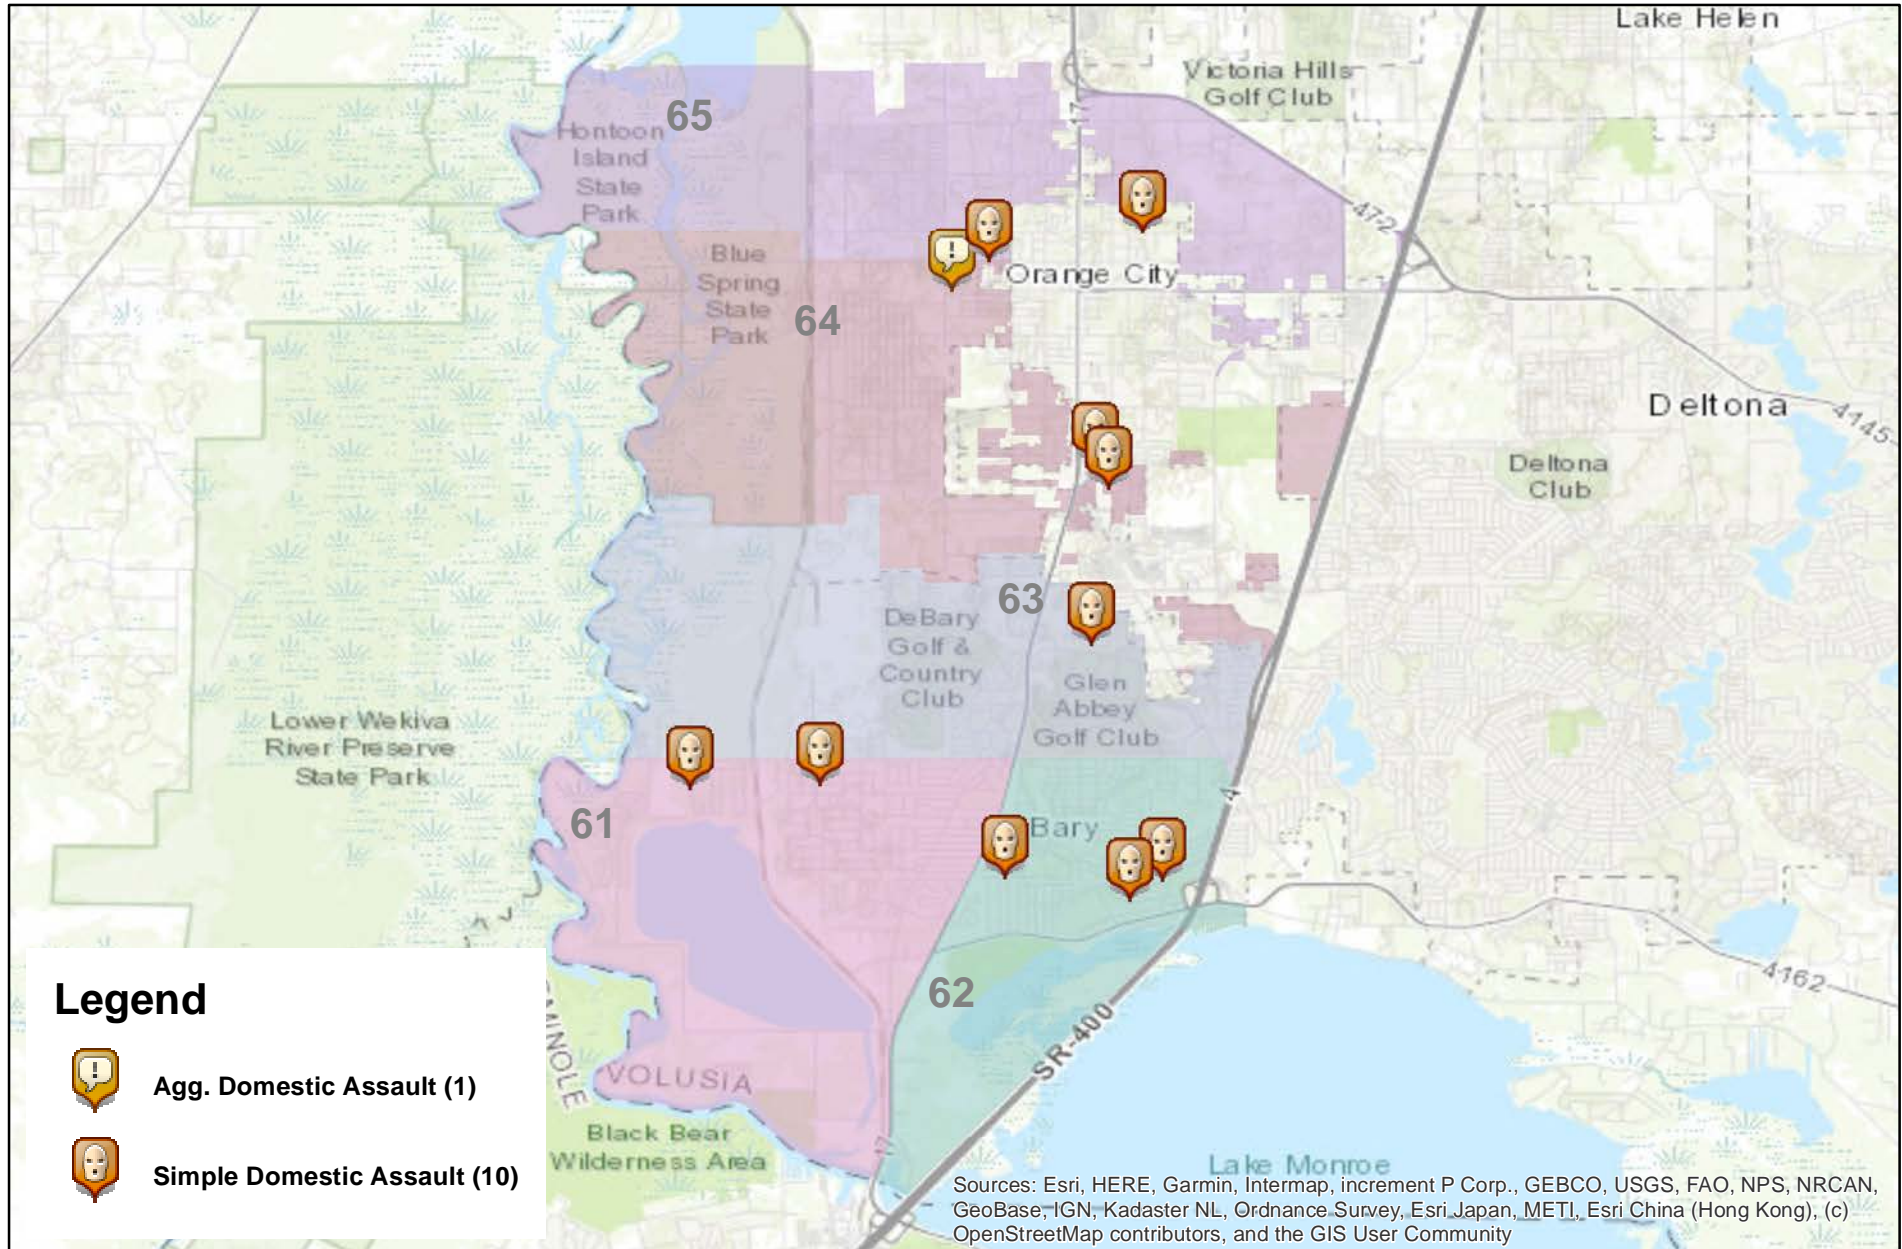 Lake Helen
Victoria Hills
Golf Club
17
65
Hontoon
Island
State
Park
472
Blue
Spring
State
Park
64
Orange City
Deltona
4145
Deltona
Club
63
DeBary
Golf &
Country
Club
Glen
Abbey
Golf Club
Lower Wekiva
River Preserve
State Park
4
61
Bary
62
4162
SR-400
VOLUSIA
MINOLE
17
Black Bear
Wilderness Area
Lake Monroe
Legend
Agg. Domestic Assault (1)
Simple Domestic Assault (10)
Sources: Esri, HERE, Garmin, Intermap, increment P Corp., GEBCO, USGS, FAO, NPS, NRCAN,
GeoBase, IGN, Kadaster NL, Ordnance Survey, Esri Japan, METI, Esri China (Hong Kong), (c)
OpenStreetMap contributors, and the GIS User Community